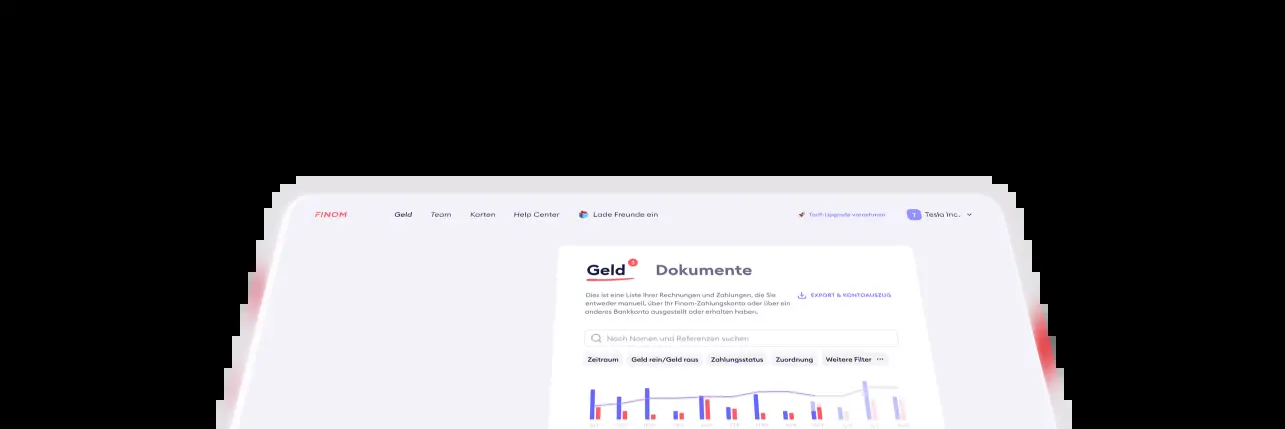 FINOM Geld Team Karten Help Center Lade Freunde ein Tarif-Upgrade vornehmen T Tesla Inc.
Geld Dokumente
Dies ist eine Liste Ihrer Rechnungen und Zahlungen, die Sie
entweder manuell, über Ihr Finom-Zahlungskonto oder über ein
anderes Bankkonto ausgestellt oder erhalten haben.
EXPORT & KONTOAUSZUG
Nach Namen und Referenzen suchen
Zeitraum Geld rein/Geld raus Zahlungsstatus Zuordnung Weitere Filter ···